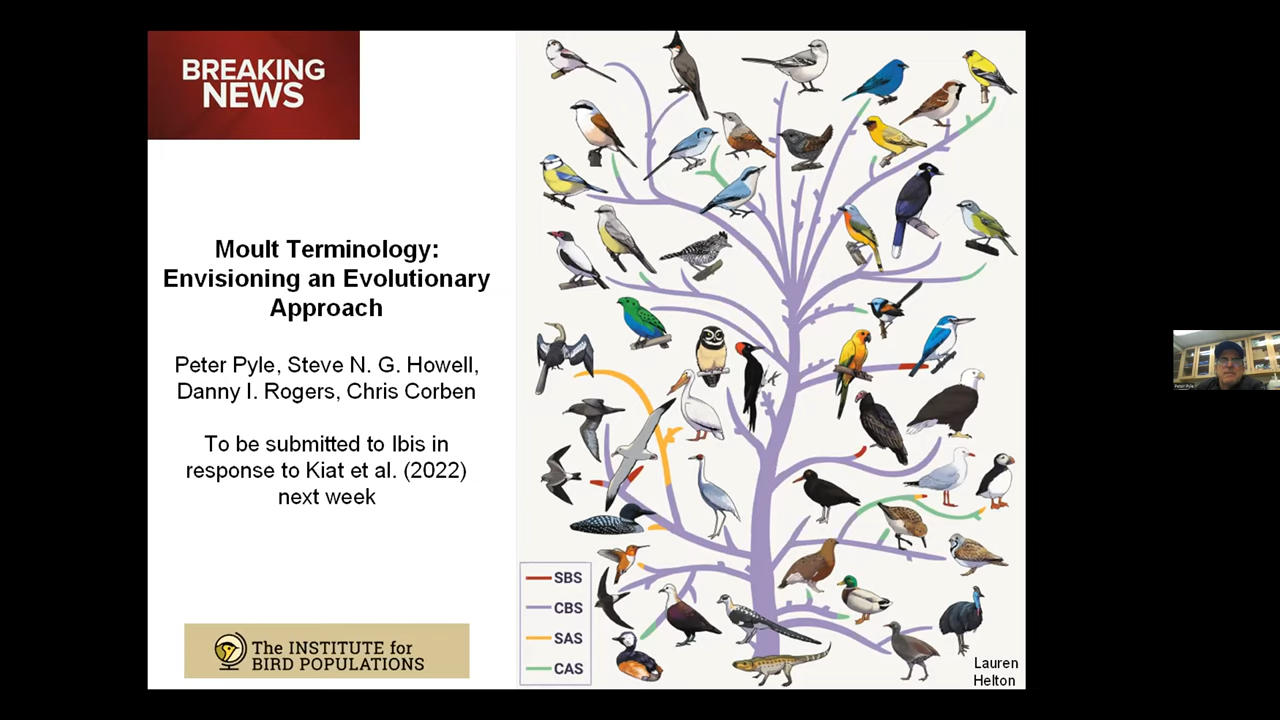 BREAKING
NEWS
Moult Terminology:
Envisioning an Evolutionary
Approach
Peter Pyle, Steve N. G. Howell,
Danny I. Rogers, Chris Corben
To be submitted to Ibis in
response to Kiat et al. (2022)
next week
The INSTITUTE for
BIRD POPULATIONS
SBS
CBS
SAS
CAS
Lauren
Helton
Peter Pyle